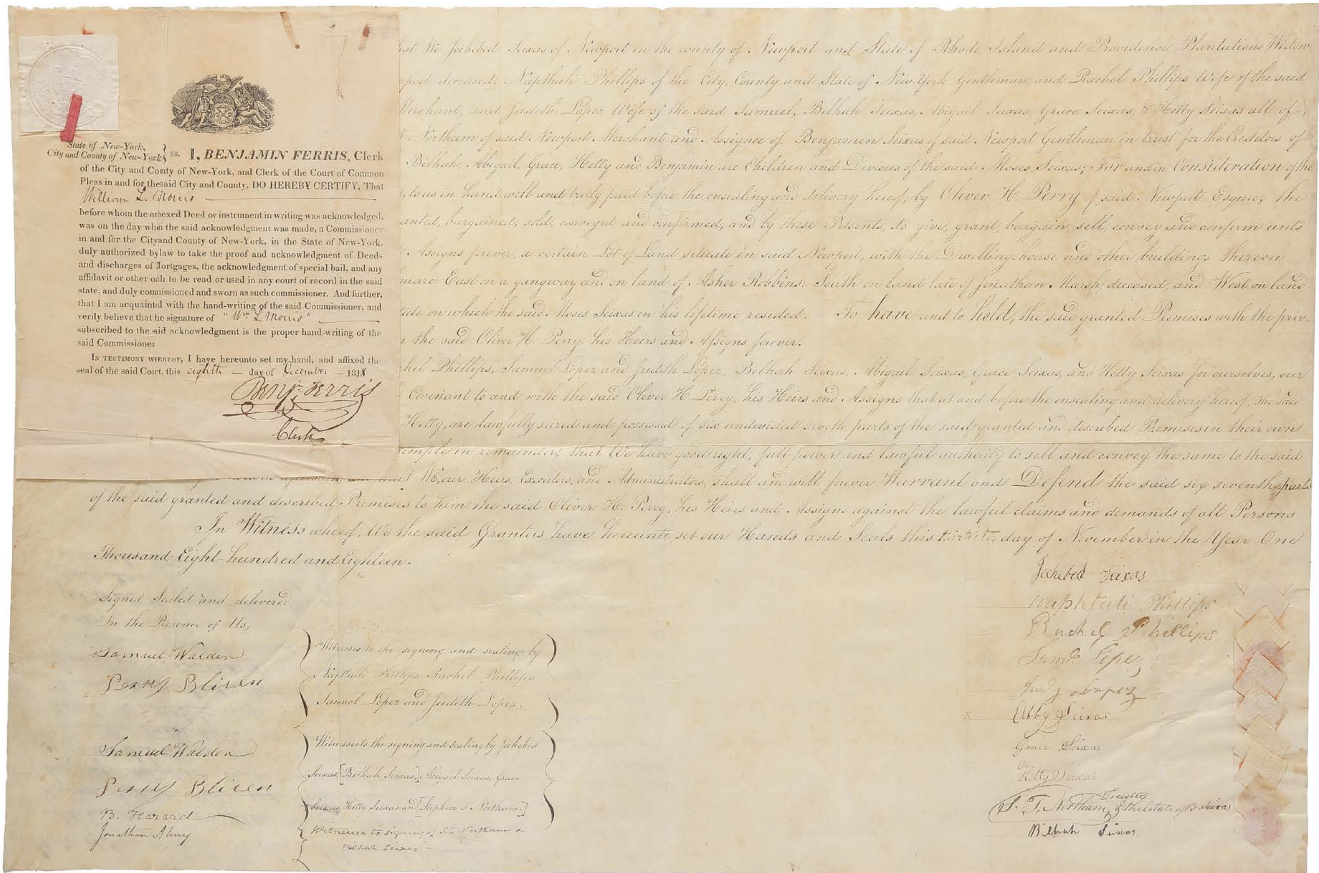 State of New-York,
City and County of New-York } ss. I, BENJAMIN FERRIS, Clerk
of the City and Conty of New-York, and Clerk of the Court of Common
Pleas in and for thesaid City and County, DO HEREBY CERTIFY, That
William L. Morris
before whom the annexed Deed or instrument in writing was acknowledged,
was on the day when the said acknowledgment was made, a Commissioner
in and for the Cityand County of New-York, in the State of New-York,
duly authorized bylaw to take the proof and acknowledgment of Deeds
and discharges of Mortgages, the acknowledgment of special bail, and any
affidavit or other oath to be read or used in any court of record in the said
state, and duly commissioned and sworn as such commissioner. And further,
that I am acquainted with the hand-writing of the said Commissioner, and
verily believe that he signature of "Wm L. Morris"
subscribed to the said acknowledgment is the proper hand-writing of the
said Commissioner
IN TESTIMONY WHEREOF, I have hereunto set my hand, and affixed the
seal of the said Court, this eighth day of December 1818
Benj. Ferris
Clerk
that We Jochebed Seixas of Newport in the county of Newport and State of Rhode Island and Providence Plantations Widow
deceased, Napthali Phillips of the City, County and State of New-York Gentleman, and Rachel Phillips Wife of the said
Merchant, and Judith Lopez Wife of the said Samuel, Bilhah Seixas, Abigail Seixas, Grace Seixas, & Hetty Seixas all of
Northam of said Newport Merchant and Assignee of Benjamin Seixas of said Newport Gentleman in trust for the Creditors of
Bilhah, Abigail, Grace, Hetty and Benjamin are Children and Devisees of the said Moses Seixas; For and in Consideration of the
to us in Hand well and truly paid before the ensealing and delivery hereof, by Oliver H. Perry of said Newport Esquire, the
granted, bargained, sold, conveyed and confirmed, and by these Presents, do give, grant, bargain, sell, convey and confirm unto
Assigns forever, a certain Lot of Land situate in said Newport, with the Dwelling house and other buildings thereon
East on a gangway and on land of Asher Robbins. South on land late of Jonathan Marsh, deceased, and West on land
on which the said Moses Seixas in his lifetime resided. To have and to hold, the said granted Premises with the priv-
the said Oliver H. Perry his Heirs and Assigns forever.
Phillips, Samuel Lopez and Judith Lopez, Bilhah Seixas, Abigail Seixas, Grace Seixas, and Hetty Seixas for ourselves, our
Covenant to and with the said Oliver H. Perry, his Heirs and Assigns that at and before the ensealing and delivery hereof, the said
Hetty, are lawfully seized and possessed of six undivided seventh parts of the said granted and described Premises in their own
simple in remainder; that We have good right, full power and lawful authority to sell and convey the same to the said
We, our Heirs, Executors, and Administrators, shall and will forever Warrant and Defend the said six sevenths parts
of the said granted and described Premises to him the said Oliver H. Perry, his Heirs and Assigns against the lawful claims and demands of all Persons
In Witness whereof, We the said Grantors have hereunto set our Hands and Seals this day of November in the Year One
Thousand Eight-hundred and Eighteen.
Signed Sealed and delivered
In the Presence of Us,
Samuel Walden
Perry Bliven
Witnesses to the signing and sealing by
Napthali Phillips Rachel Phillips
Samuel Lopez and Judith Lopez.
Samuel Walden
Perry Bliven
B. Hazard
Witnesses to the signing and sealing by Jochebed
Seixas [Bilhah Seixas,] Abigail Seixas, Grace
Seixas, Hetty Seixas and [Stephen T. Northam.]
Witnesses to signing of S. T. Northam &
Bilhah Seixas
Jochebed Seixas
Naphtali Phillips
Rachel Phillips
Saml Lopez
Judy Lopez
Abby Seixas
Grace Seixas
Hetty Seixas
S. T. Northam, Trustee
Bilhah Seixas